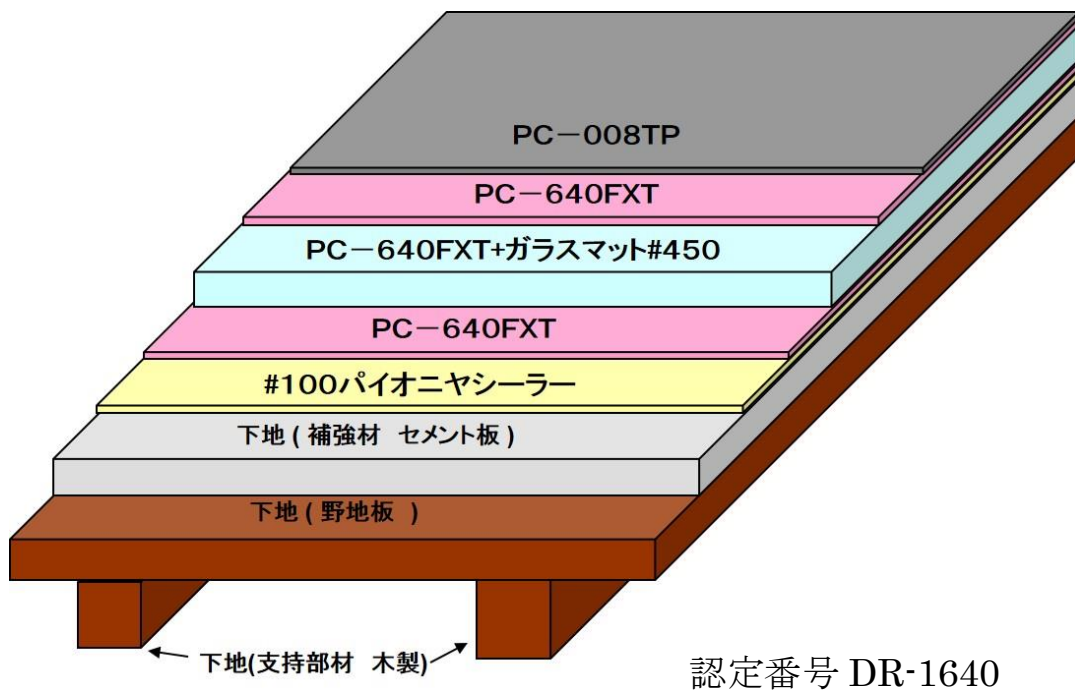 PC－008TP
PC－640FXT
PC－640FXT+ガラスマット#450
PC－640FXT
#100パイオニヤシーラー
下地 ( 補強材　セメント板 )
下地 ( 野地板　)
下地(支持部材　木製)
認定番号 DR-1640